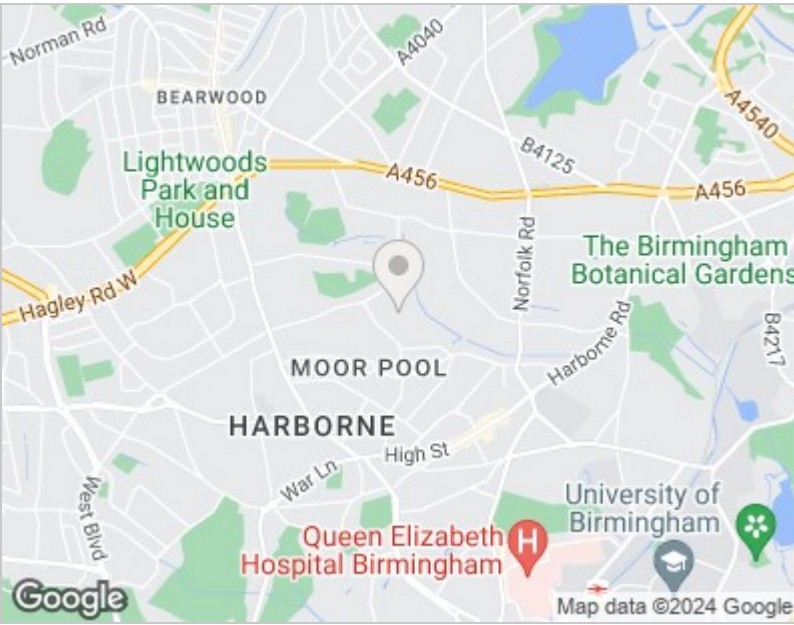 Norman Rd
A4040
BEARWOOD
A4540
B4125
Lightwoods
Park and
House
A456
A456
Norfolk Rd
The Birmingham
Botanical Gardens
Hagley Rd W
B4217
Harborne Rd
MOOR POOL
HARBORNE
High St
War Ln
West Blvd
University of
Birmingham
Queen Elizabeth
Hospital Birmingham
H
Google
Map data ©2024 Google